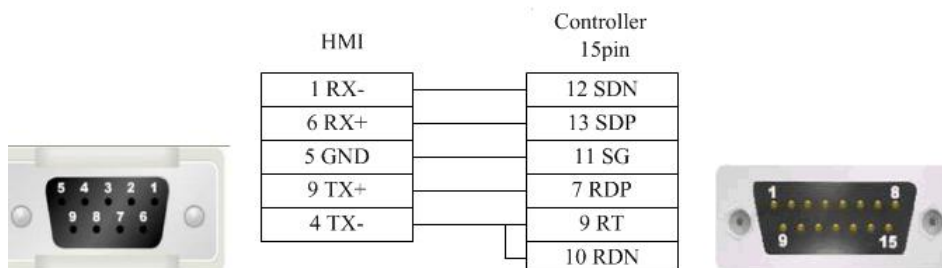 HMI
Controller
15pin
1 RX-
12 SDN
6 RX+
13 SDP
5 GND
11 SG
9 TX+
7 RDP
4 TX-
9 RT
10 RDN
5 4 3 2 1
9 8 7 6
1 8
9 15